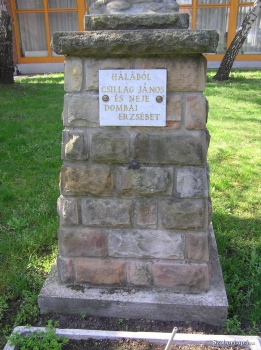 HÁLÁBÓL
CSILLAG JÁNOS
ÉS NEJE
DOMBAI
ERZSÉBET